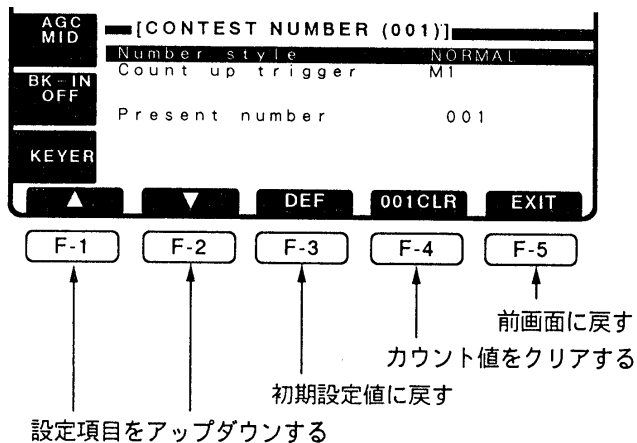 AGC
MID
[CONTEST NUMBER (001)]
Number style NORMAL
Count up trigger M1
BK-IN
OFF
Present number 001
KEYER
▲ ▼ DEF 001CLR EXIT
F-1 F-2 F-3 F-4 F-5
前画面に戻す
カウント値をクリアする
初期設定値に戻す
設定項目をアップダウンする